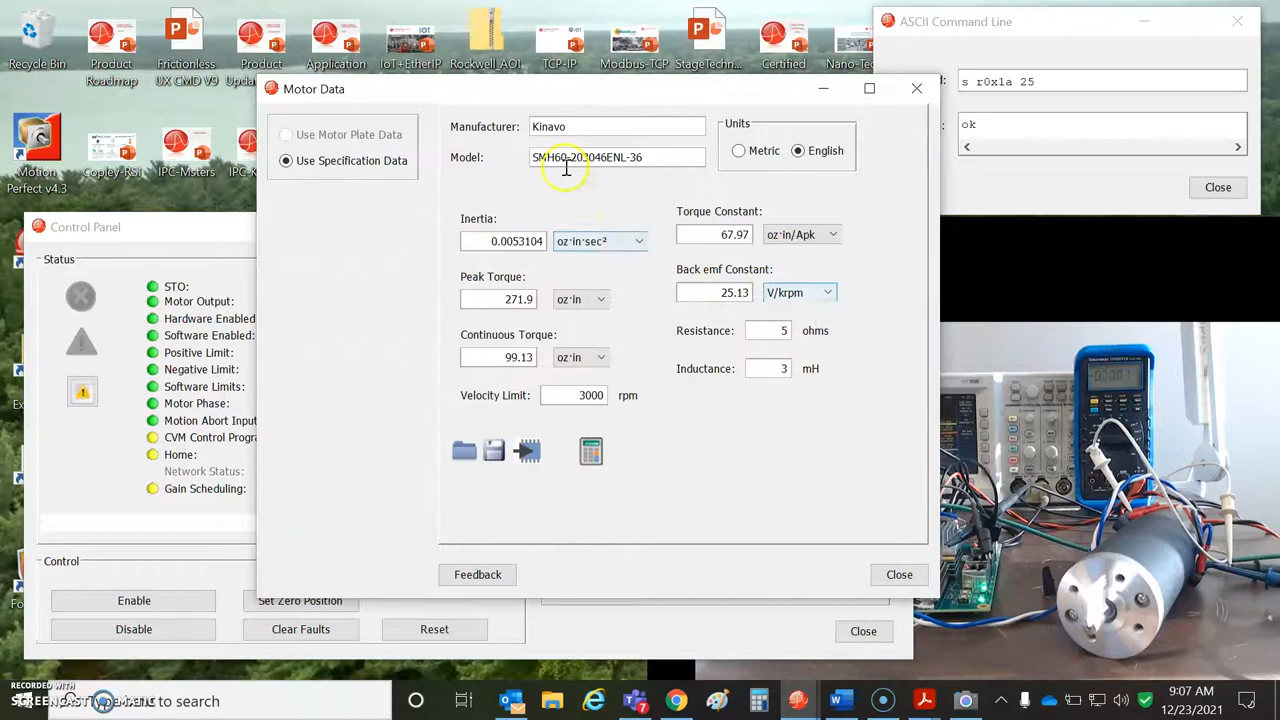 Recycle Bin
Product Roadmap
Frictionless UX CMD V9
Product
Application
IoT+EtherIP
Rockwell_AOI
TCP-IP
Modbus-TCP
StageTechn...
Certified
Motion Perfect v4.3
Copley-RSI
IPC-Msters
ASCII Command Line
s r0x1a 25
ok
Close
Control Panel
Status
STO:
Motor Output:
Hardware Enabled
Software Enabled:
Positive Limit:
Negative Limit:
Software Limits:
Motor Phase:
Motion Abort Input
CVM Control Progr
Home:
Network Status:
Gain Scheduling:
Control
Enable
Set Zero Position
Disable
Clear Faults
Reset
Close
Motor Data
Use Motor Plate Data
Use Specification Data
Manufacturer: Kinavo
Model: SMH60-203046ENL-36
Units
Metric English
Inertia:
0.0053104 oz·in·sec²
Peak Torque:
271.9 oz·in
Continuous Torque:
99.13 oz·in
Velocity Limit: 3000 rpm
Torque Constant:
67.97 oz·in/Apk
Back emf Constant:
25.13 V/krpm
Resistance: 5 ohms
Inductance: 3 mH
Feedback
Close
RECORDED WITH
SCREENCAST MATIC
Type here to search
9:07 AM
12/23/2021